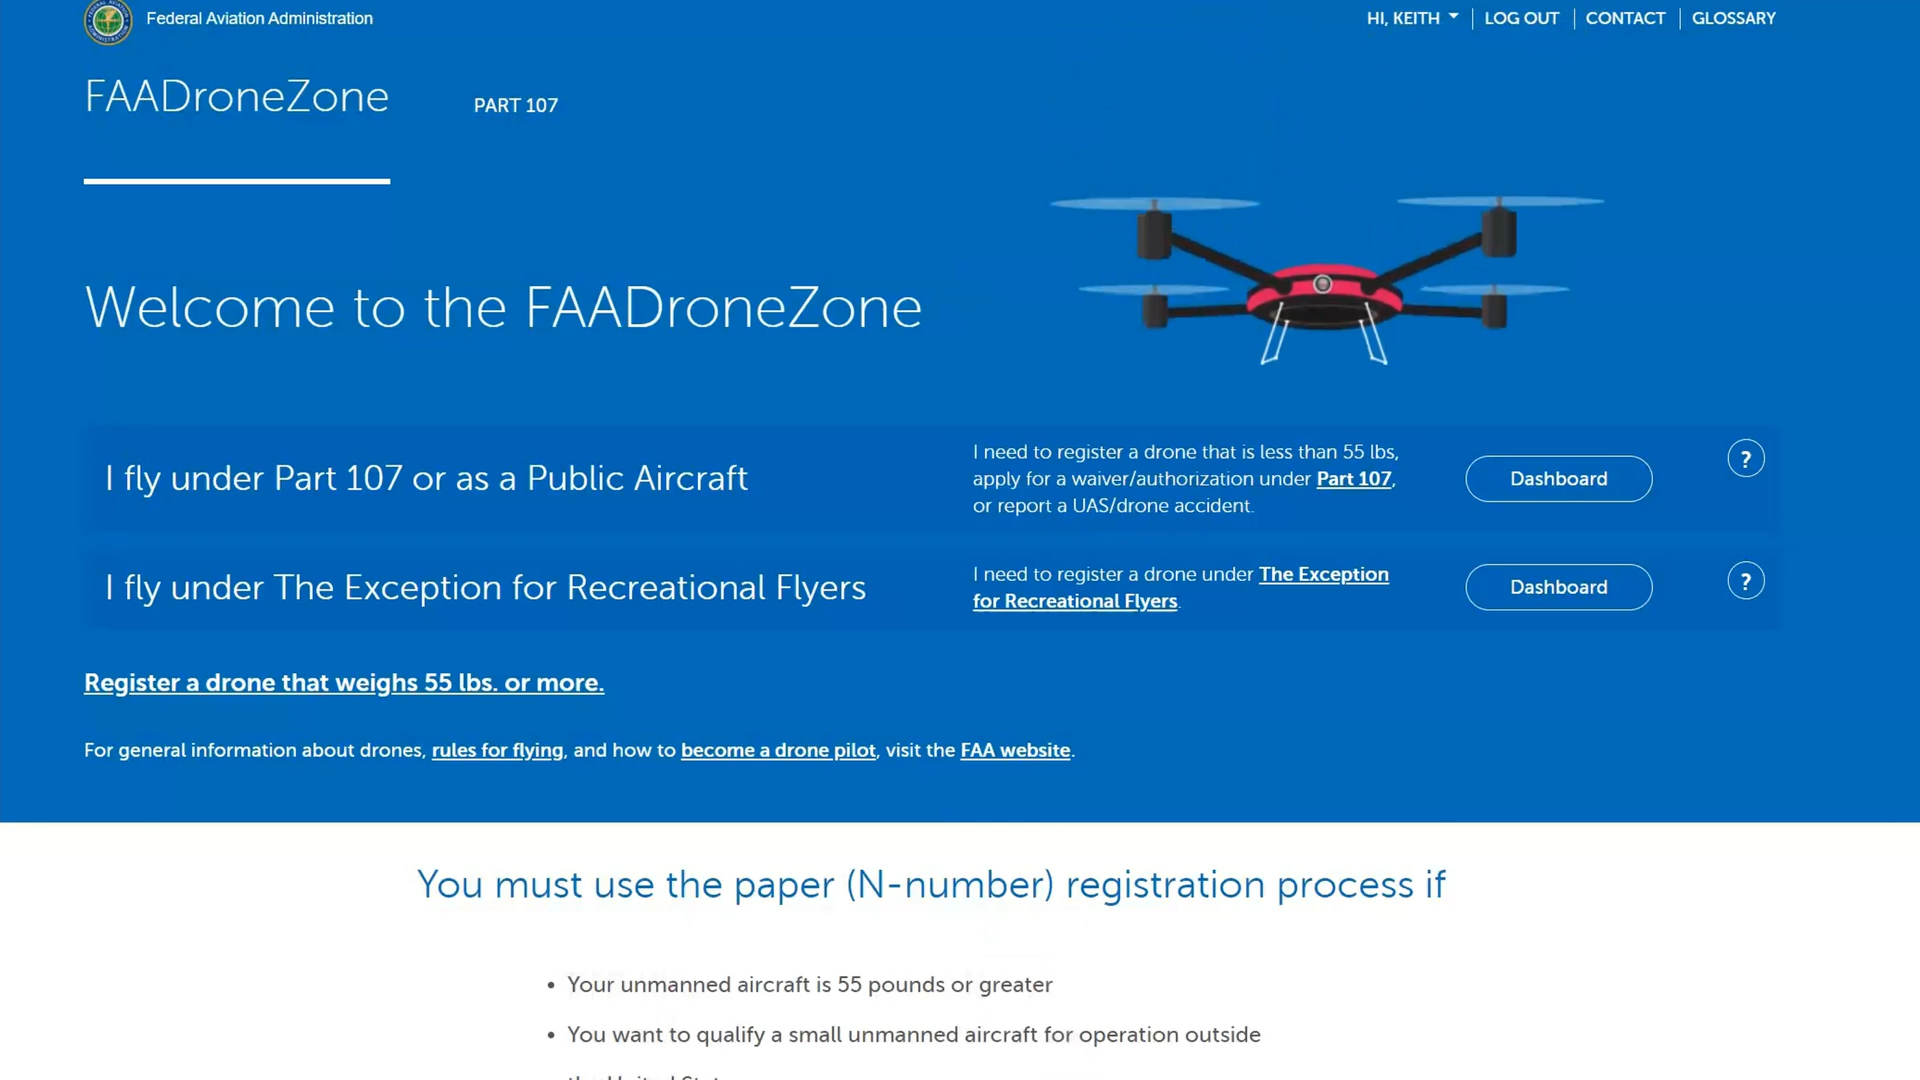 Federal Aviation Administration
HI, KEITH
LOG OUT
CONTACT
GLOSSARY
FAADroneZone
PART 107
Welcome to the FAADroneZone
I fly under Part 107 or as a Public Aircraft
I need to register a drone that is less than 55 lbs,
apply for a waiver/authorization under Part 107,
or report a UAS/drone accident.
Dashboard
?
I fly under The Exception for Recreational Flyers
I need to register a drone under The Exception
for Recreational Flyers.
Dashboard
?
Register a drone that weighs 55 lbs. or more.
For general information about drones, rules for flying, and how to become a drone pilot, visit the FAA website.
You must use the paper (N-number) registration process if
• Your unmanned aircraft is 55 pounds or greater
• You want to qualify a small unmanned aircraft for operation outside